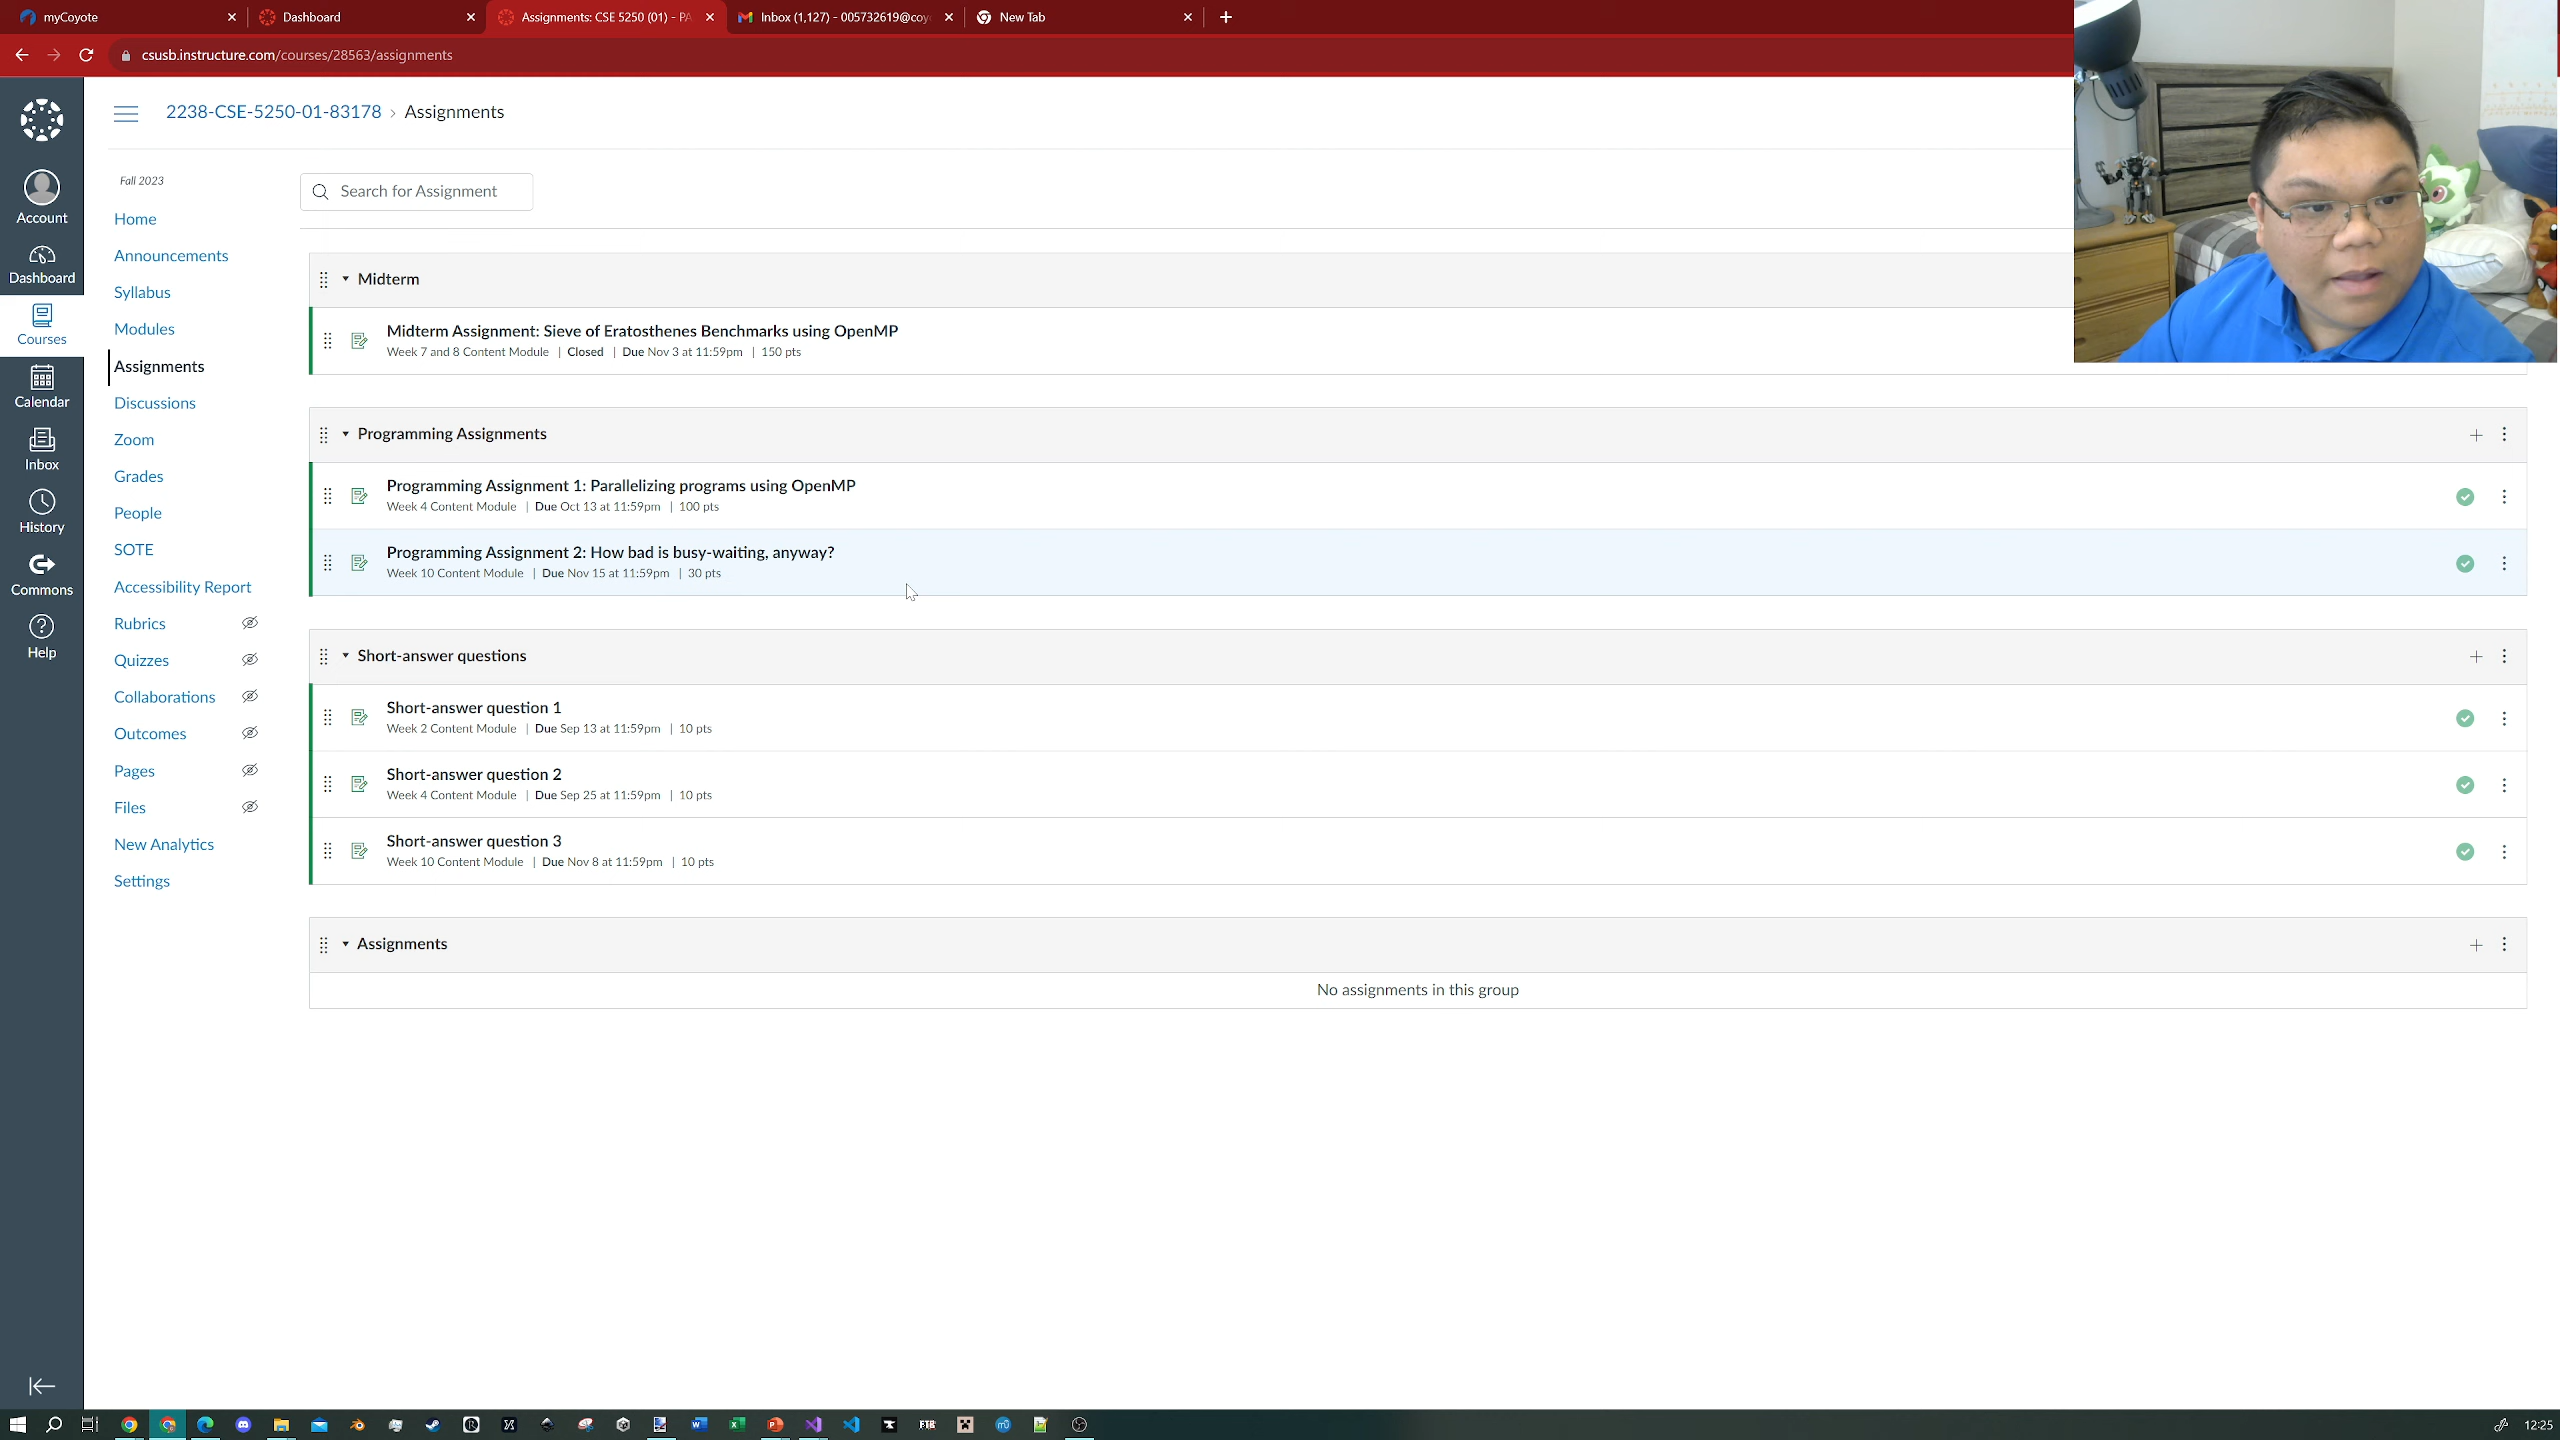 myCoyote
Dashboard
Assignments: CSE 5250 (01) - PA
Inbox (1,127) - 005732619@coy
New Tab
csusb.instructure.com/courses/28563/assignments
2238-CSE-5250-01-83178 › Assignments
Account
Dashboard
Courses
Calendar
Inbox
History
Commons
Help
Fall 2023
Home
Announcements
Syllabus
Modules
Assignments
Discussions
Zoom
Grades
People
SOTE
Accessibility Report
Rubrics
Quizzes
Collaborations
Outcomes
Pages
Files
New Analytics
Settings
Search for Assignment
Midterm
Midterm Assignment: Sieve of Eratosthenes Benchmarks using OpenMP
Week 7 and 8 Content Module | Closed | Due Nov 3 at 11:59pm | 150 pts
Programming Assignments
Programming Assignment 1: Parallelizing programs using OpenMP
Week 4 Content Module | Due Oct 13 at 11:59pm | 100 pts
Programming Assignment 2: How bad is busy-waiting, anyway?
Week 10 Content Module | Due Nov 15 at 11:59pm | 30 pts
Short-answer questions
Short-answer question 1
Week 2 Content Module | Due Sep 13 at 11:59pm | 10 pts
Short-answer question 2
Week 4 Content Module | Due Sep 25 at 11:59pm | 10 pts
Short-answer question 3
Week 10 Content Module | Due Nov 8 at 11:59pm | 10 pts
Assignments
No assignments in this group
FTB
12:25